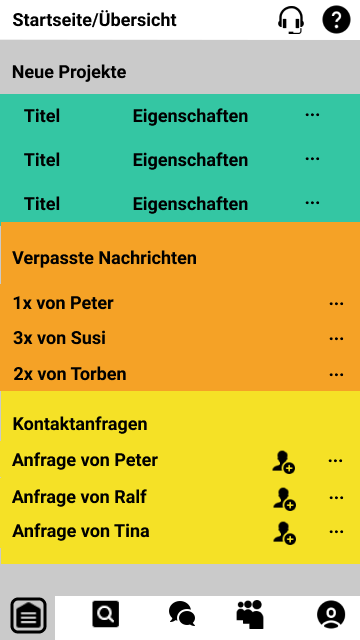 Startseite/Übersicht ?
Neue Projekte
Titel Eigenschaften ...
Titel Eigenschaften ...
Titel Eigenschaften ...
Verpasste Nachrichten
1x von Peter ...
3x von Susi ...
2x von Torben ...
Kontaktanfragen
Anfrage von Peter ...
Anfrage von Ralf ...
Anfrage von Tina ...